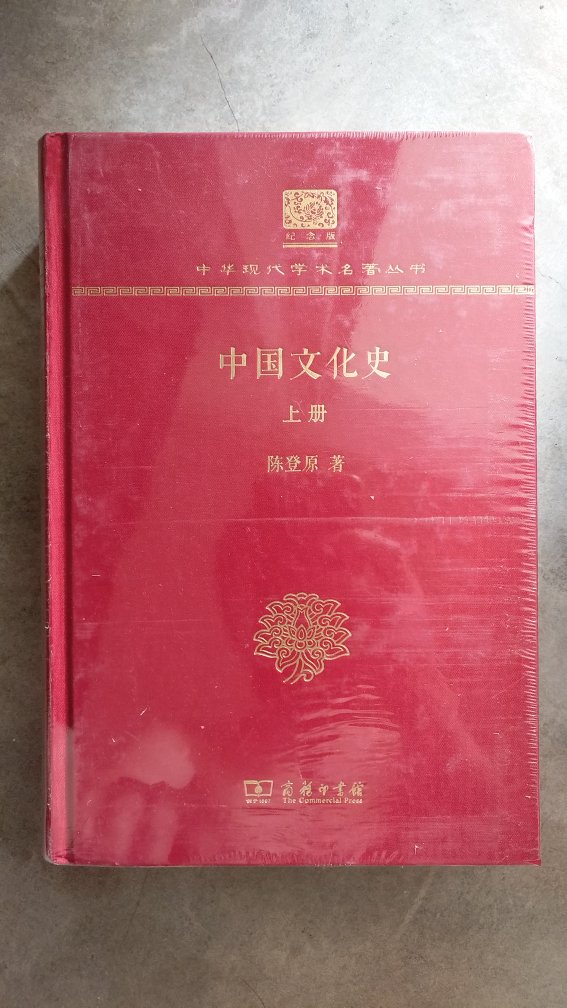 纪念版
中华现代学术名著丛书
中国文化史
上册
陈登原 著
商务印书馆
The Commercial Press